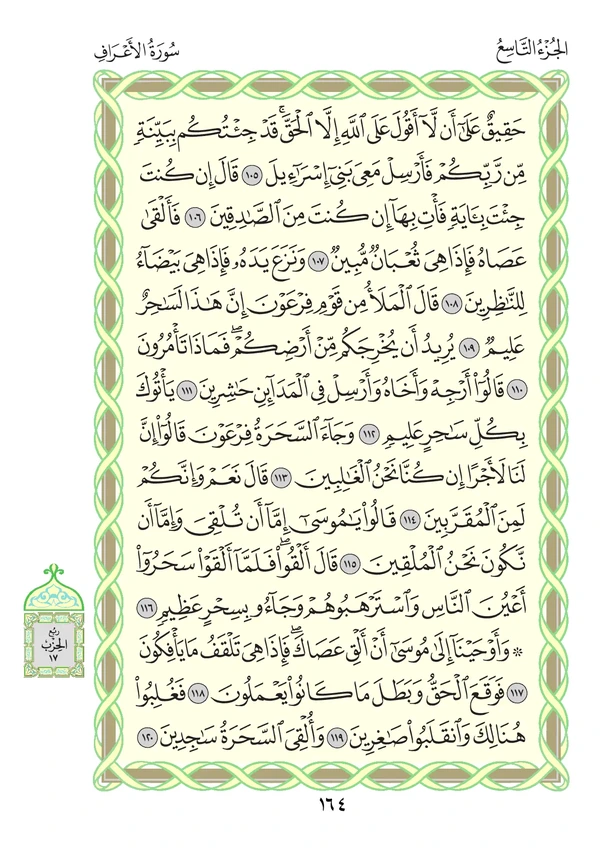 الجُزْءُ التَّاسِعُ
سُورَةُ الأَعْرَافِ
حَقِيقٌ عَلَىٰٓ أَن لَّآ أَقُولَ عَلَى ٱللَّهِ إِلَّا ٱلْحَقَّۚ قَدْ جِئْتُكُم بِبَيِّنَةٖ
مِّن رَّبِّكُمْ فَأَرْسِلْ مَعِيَ بَنِيٓ إِسْرَٰٓءِيلَ ١٠٥ قَالَ إِن كُنتَ
جِئْتَ بِـَٔايَةٖ فَأْتِ بِهَآ إِن كُنتَ مِنَ ٱلصَّٰدِقِينَ ١٠٦ فَأَلْقَىٰ
عَصَاهُ فَإِذَا هِيَ ثُعْبَانٞ مُّبِينٞ ١٠٧ وَنَزَعَ يَدَهُۥ فَإِذَا هِيَ بَيْضَآءُ
لِلنَّٰظِرِينَ ١٠٨ قَالَ ٱلْمَلَأُ مِن قَوْمِ فِرْعَوْنَ إِنَّ هَٰذَا لَسَٰحِرٌ
عَلِيمٞ ١٠٩ يُرِيدُ أَن يُخْرِجَكُم مِّنْ أَرْضِكُمْۖ فَمَاذَا تَأْمُرُونَ
١١٠ قَالُوٓاْ أَرْجِهْ وَأَخَاهُ وَأَرْسِلْ فِي ٱلْمَدَآئِنِ حَٰشِرِينَ ١١١ يَأْتُوكَ
بِكُلِّ سَٰحِرٍ عَلِيمٖ ١١٢ وَجَآءَ ٱلسَّحَرَةُ فِرْعَوْنَ قَالُوٓاْ إِنَّ
لَنَا لَأَجْرًا إِن كُنَّا نَحْنُ ٱلْغَٰلِبِينَ ١١٣ قَالَ نَعَمْ وَإِنَّكُمْ
لَمِنَ ٱلْمُقَرَّبِينَ ١١٤ قَالُواْ يَٰمُوسَىٰٓ إِمَّآ أَن تُلْقِيَ وَإِمَّآ أَن
نَّكُونَ نَحْنُ ٱلْمُلْقِينَ ١١٥ قَالَ أَلْقُواْۖ فَلَمَّآ أَلْقَوْاْ سَحَرُوٓاْ
أَعْيُنَ ٱلنَّاسِ وَٱسْتَرْهَبُوهُمْ وَجَآءُو بِسِحْرٍ عَظِيمٖ ١١٦
۞ وَأَوْحَيْنَآ إِلَىٰ مُوسَىٰٓ أَنْ أَلْقِ عَصَاكَۖ فَإِذَا هِيَ تَلْقَفُ مَا يَأْفِكُونَ
١١٧ فَوَقَعَ ٱلْحَقُّ وَبَطَلَ مَا كَانُواْ يَعْمَلُونَ ١١٨ فَغُلِبُواْ
هُنَالِكَ وَٱنقَلَبُواْ صَٰغِرِينَ ١١٩ وَأُلْقِيَ ٱلسَّحَرَةُ سَٰجِدِينَ ١٢٠
رُبْع
الحِزْب
١٧
١٦٤